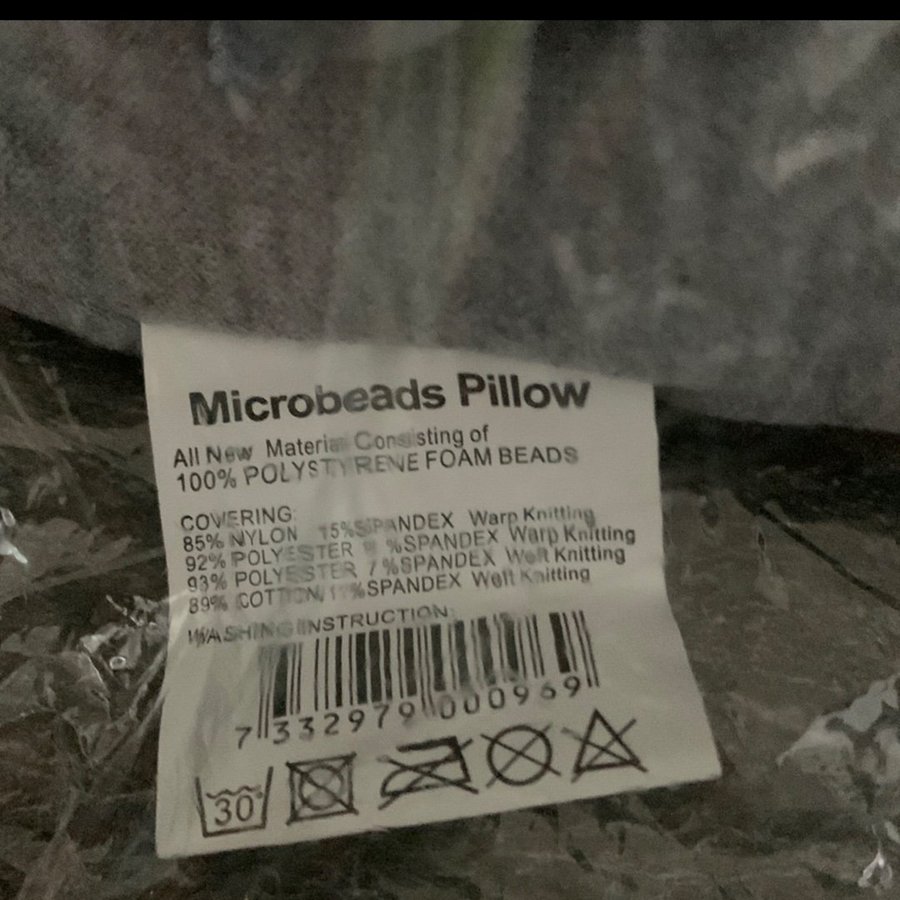 Microbeads Pillow
All New Material Consisting of
100% POLYSTYRENE FOAM BEADS
COVERING:
85% NYLON 15%SPANDEX Warp Knitting
92% POLYESTER %SPANDEX Warp Knitting
93% POLYESTER 7%SPANDEX Weft Knitting
89% COTTON/11%SPANDEX Weft Knitting
WASHING INSTRUCTION:
7 332979 000969
30°